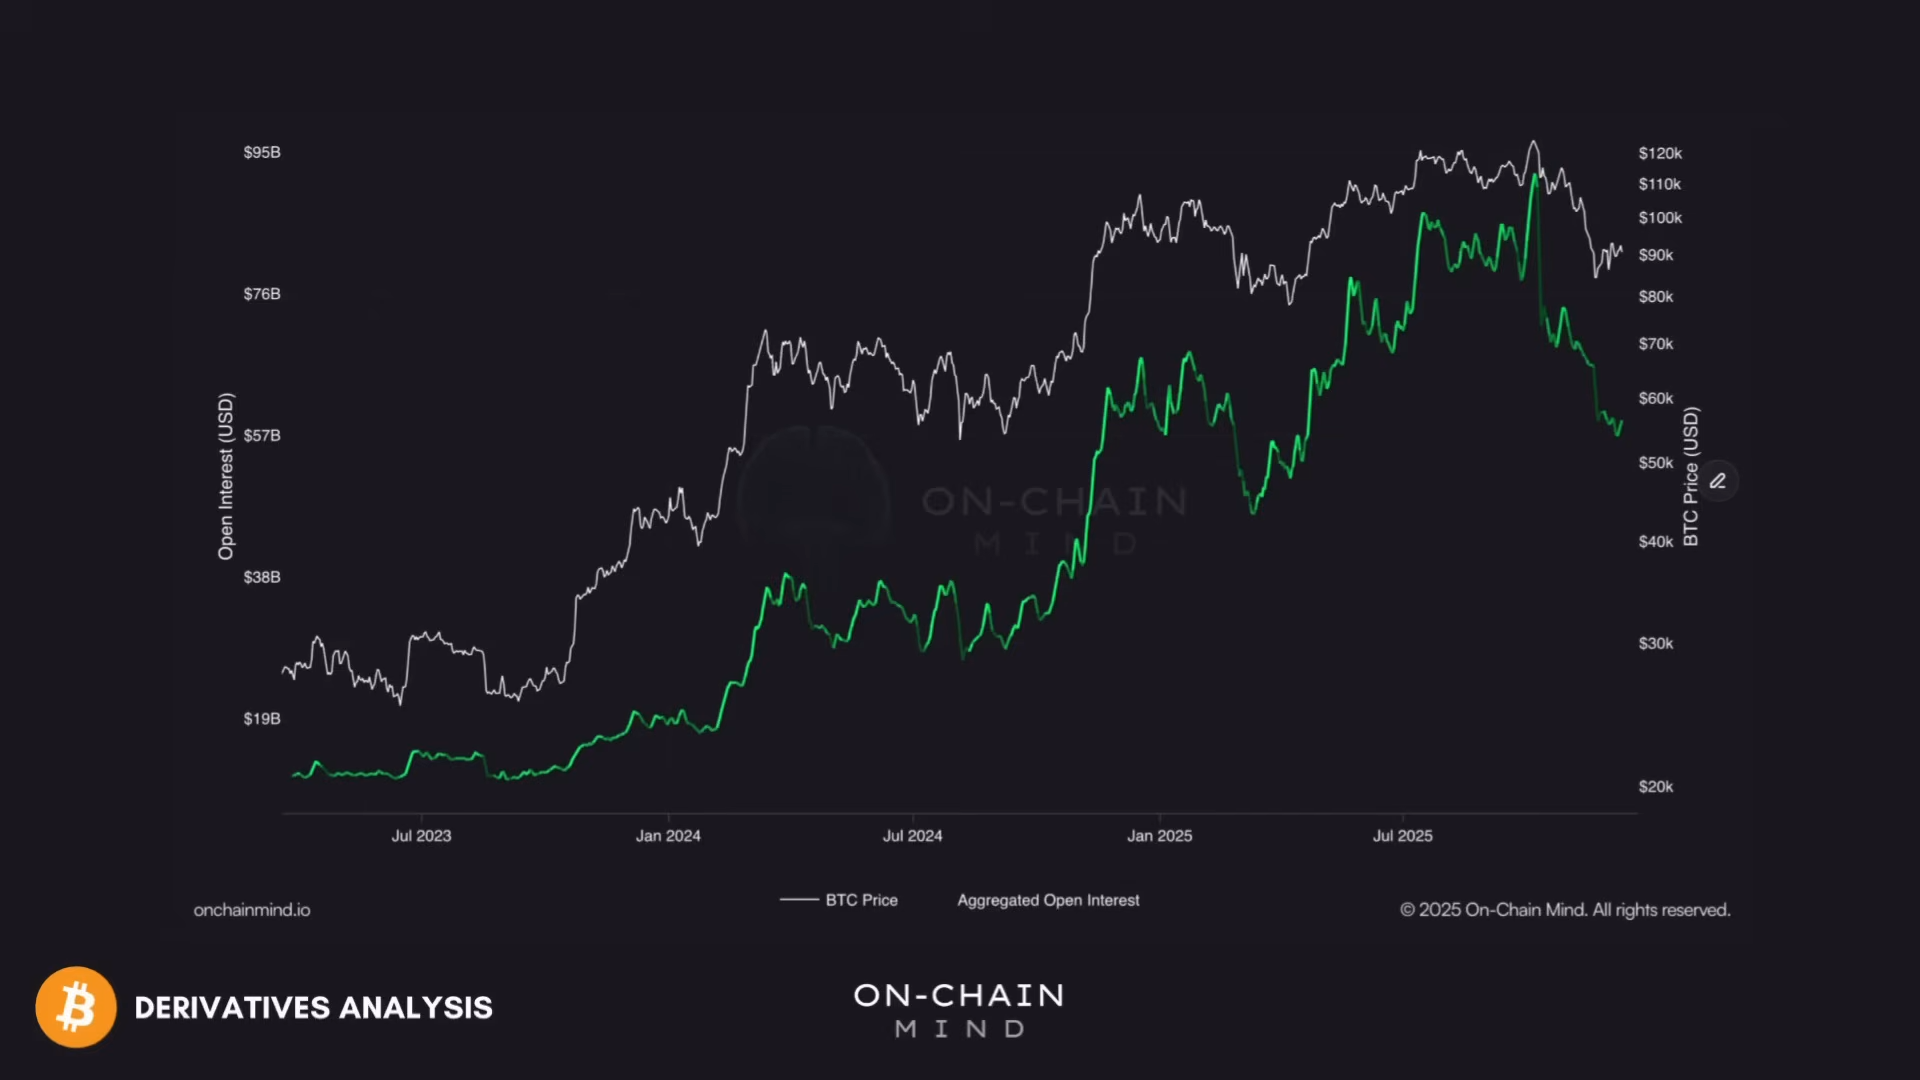 $95B
$76B
$57B
$38B
$19B
Open Interest (USD)
$120k
$110k
$100k
$90k
$80k
$70k
$60k
$50k
$40k
$30k
$20k
BTC Price (USD)
ON-CHAIN
MIND
Jul 2023 Jan 2024 Jul 2024 Jan 2025 Jul 2025
BTC Price Aggregated Open Interest
onchainmind.io
© 2025 On-Chain Mind. All rights reserved.
DERIVATIVES ANALYSIS
ON-CHAIN
MIND